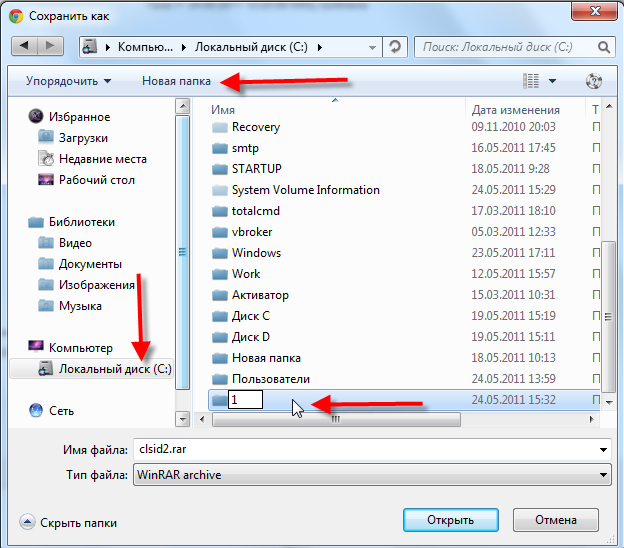 Сохранить как
Компью... Локальный диск (C:)
Поиск: Локальный диск (C:)
Упорядочить Новая папка
Избранное
Загрузки
Недавние места
Рабочий стол
Библиотеки
Видео
Документы
Изображения
Музыка
Компьютер
Локальный диск (C:)
Сеть
Имя Дата изменения Т
Recovery 09.11.2010 20:03 П
smtp 16.05.2011 17:45 П
STARTUP 18.05.2011 9:28 П
System Volume Information 24.05.2011 15:29 П
totalcmd 17.03.2011 18:10 П
vbroker 05.03.2011 12:33 П
Windows 23.05.2011 17:11 П
Work 12.05.2011 15:57 П
Активатор 15.03.2011 10:31 П
Диск C 19.05.2011 15:19 П
Диск D 19.05.2011 15:11 П
Новая папка 18.05.2011 10:13 П
Пользователи 24.05.2011 13:59 П
1 24.05.2011 15:32 П
Имя файла: clsid2.rar
Тип файла: WinRAR archive
Скрыть папки Открыть Отмена